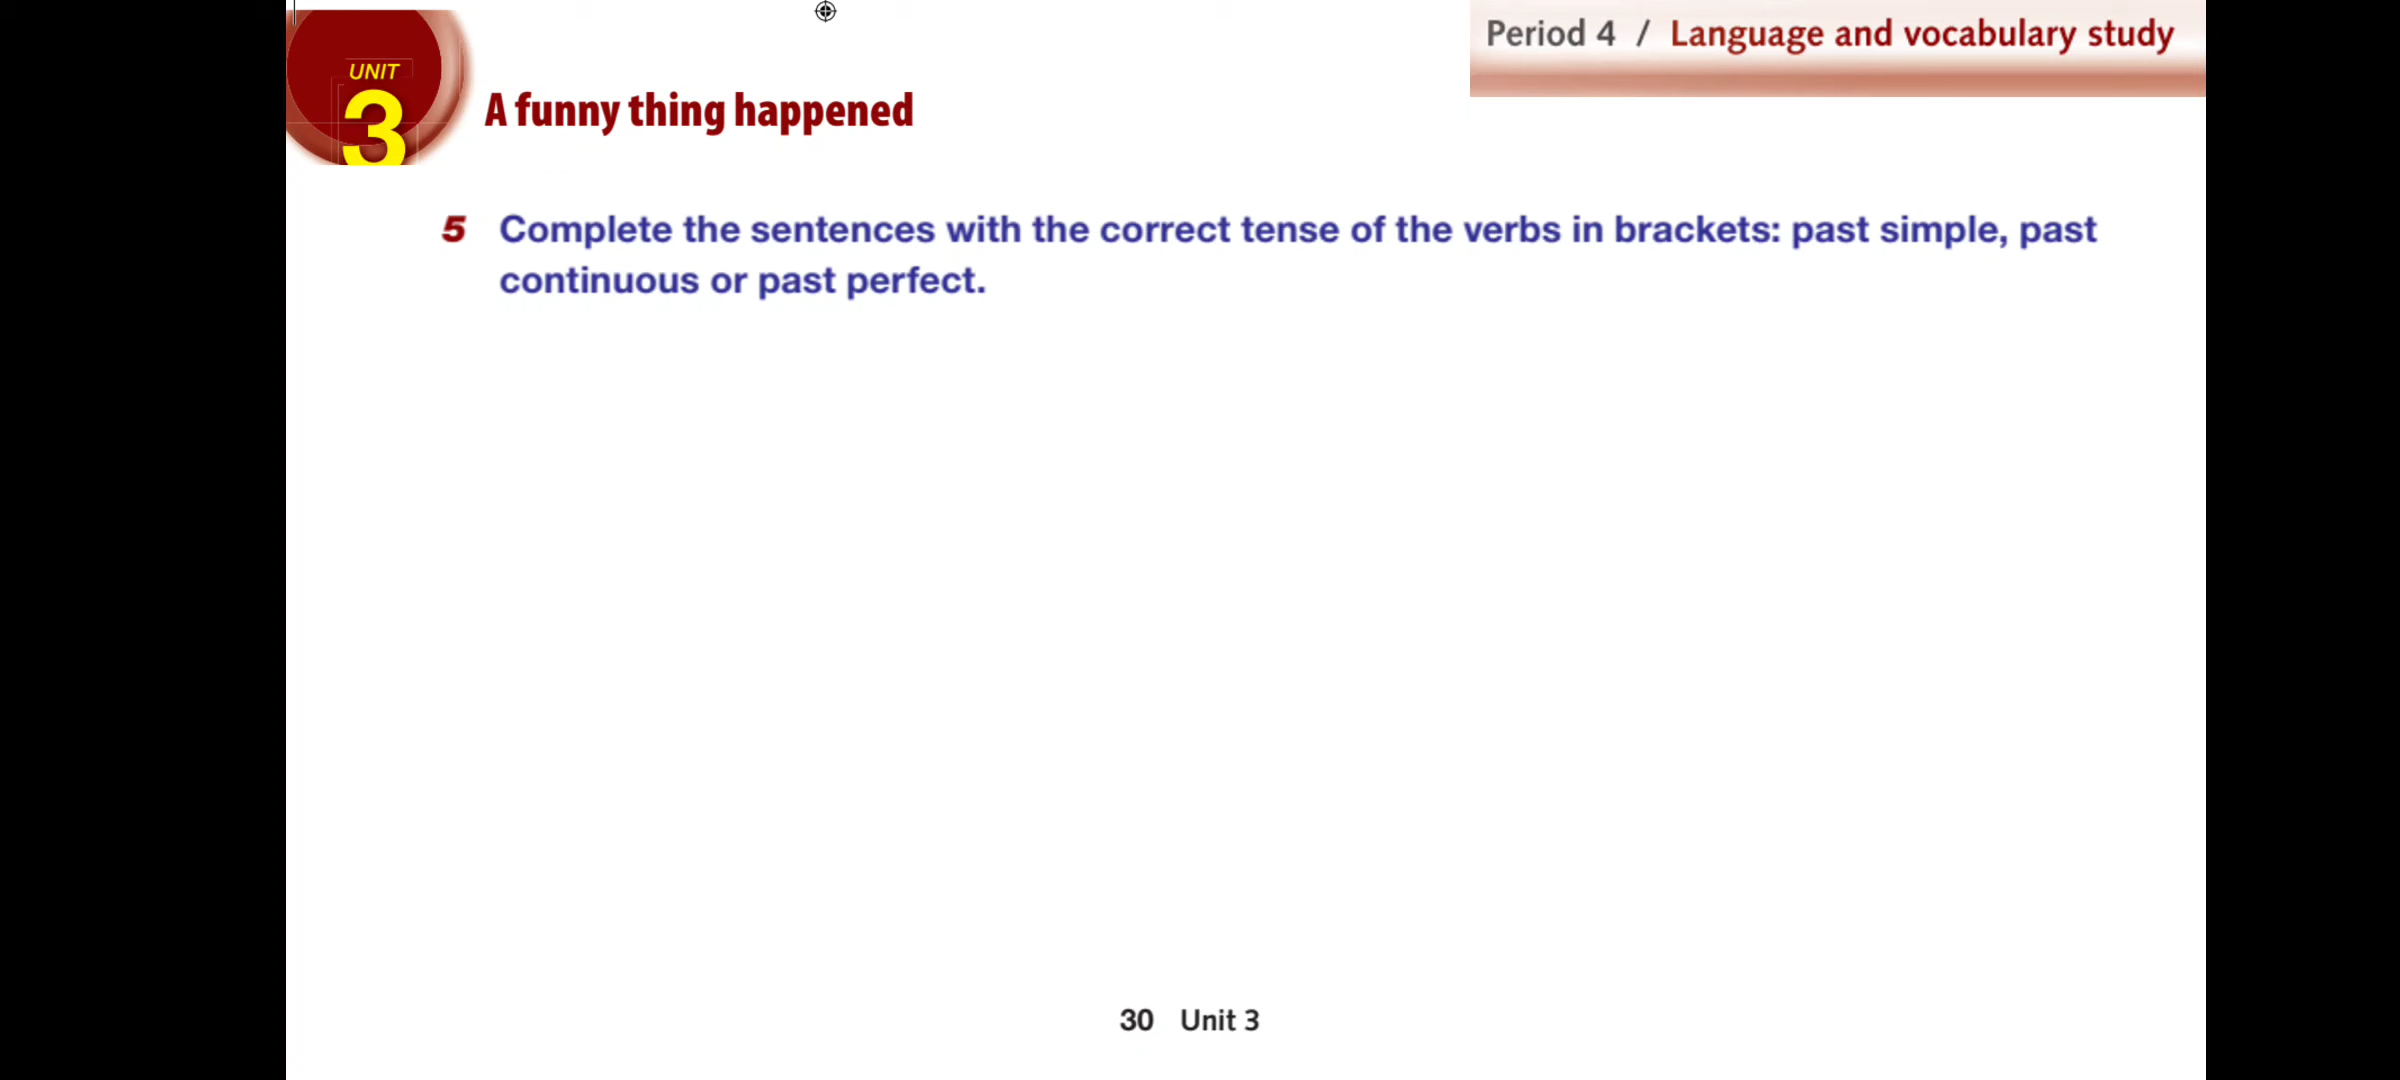 Period 4 / Language and vocabulary study
UNIT
3
A funny thing happened
5 Complete the sentences with the correct tense of the verbs in brackets: past simple, past
continuous or past perfect.
30 Unit 3